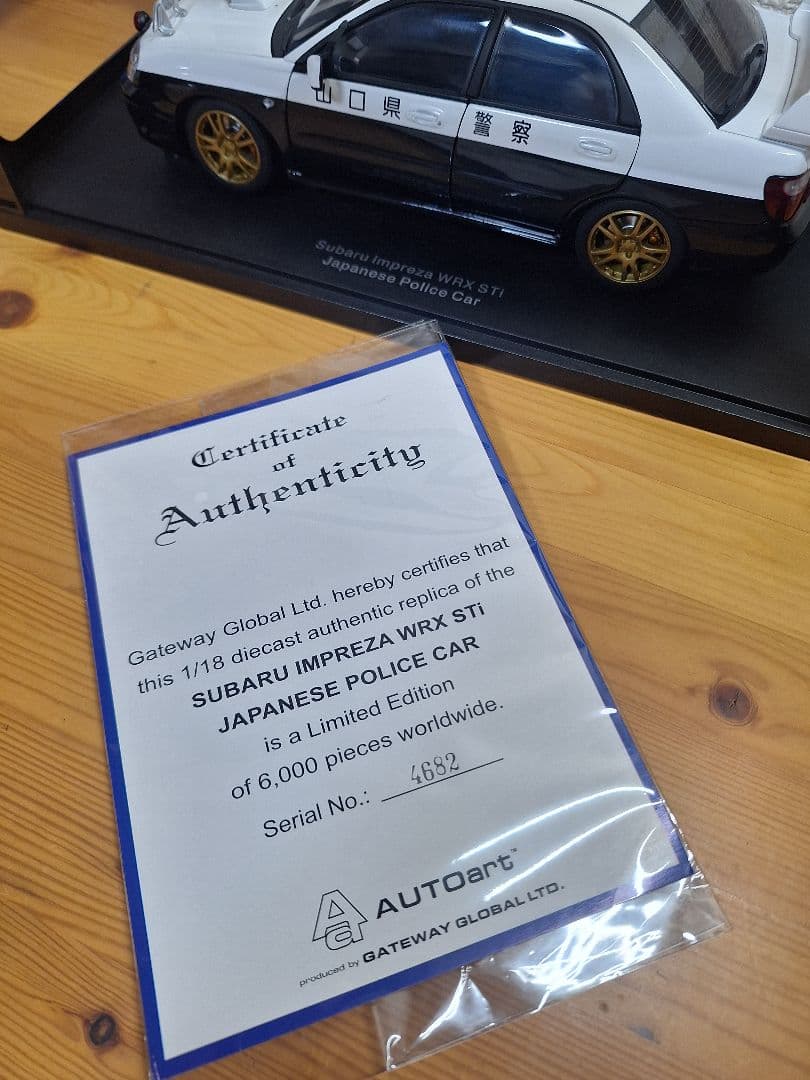 山口県 警察
Subaru Impreza WRX STi
Japanese Police Car
Certificate
of
Authenticity
Gateway Global Ltd. hereby certifies that
this 1/18 diecast authentic replica of the
SUBARU IMPREZA WRX STi
JAPANESE POLICE CAR
is a Limited Edition
of 6,000 pieces worldwide.
Serial No.: 4682
Aa AUTOart™
produced by GATEWAY GLOBAL LTD.